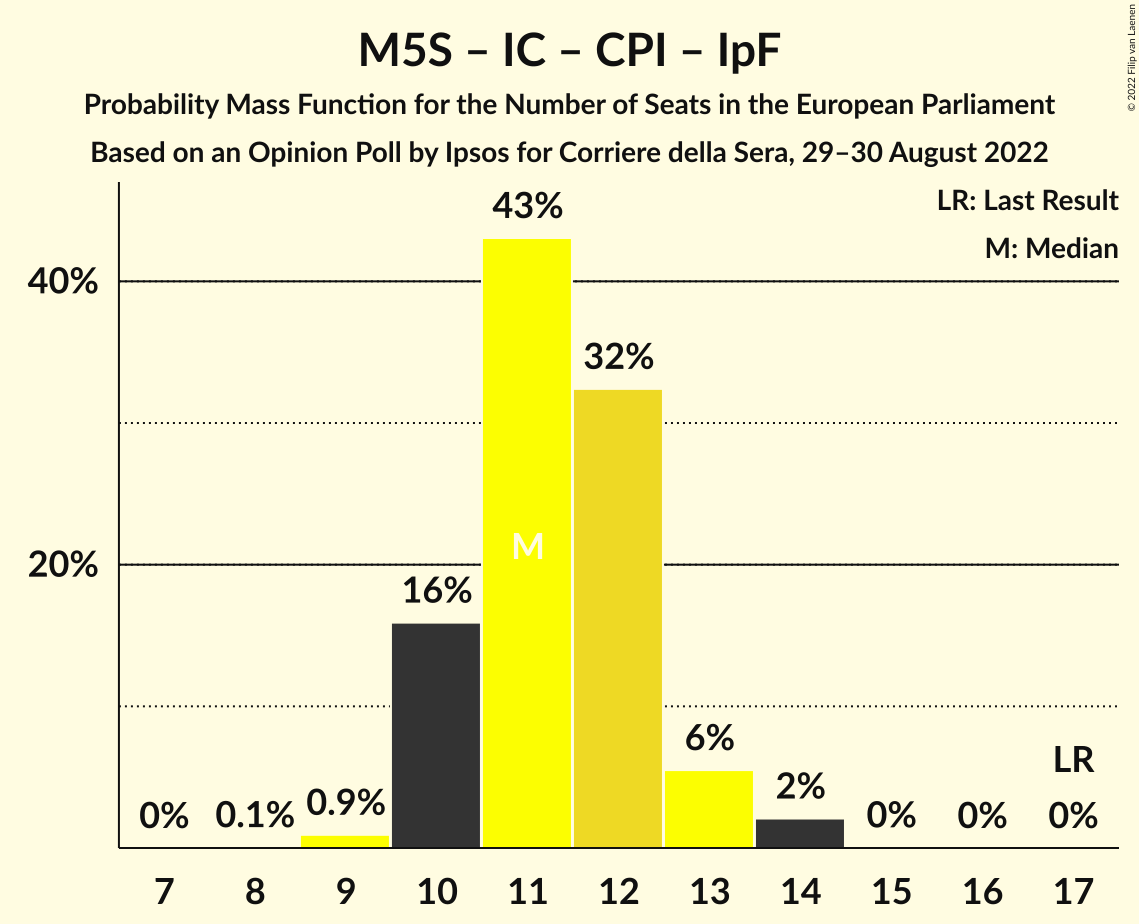 M5S – IC – CPI – IpF
Probability Mass Function for the Number of Seats in the European Parliament
Based on an Opinion Poll by Ipsos for Corriere della Sera, 29–30 August 2022
© 2022 Filip van Laenen
LR: Last Result
M: Median
43%
40%
32%
M
20%
16%
6%
LR
2%
0% 0.1% 0.9% 0% 0% 0%
7 8 9 10 11 12 13 14 15 16 17